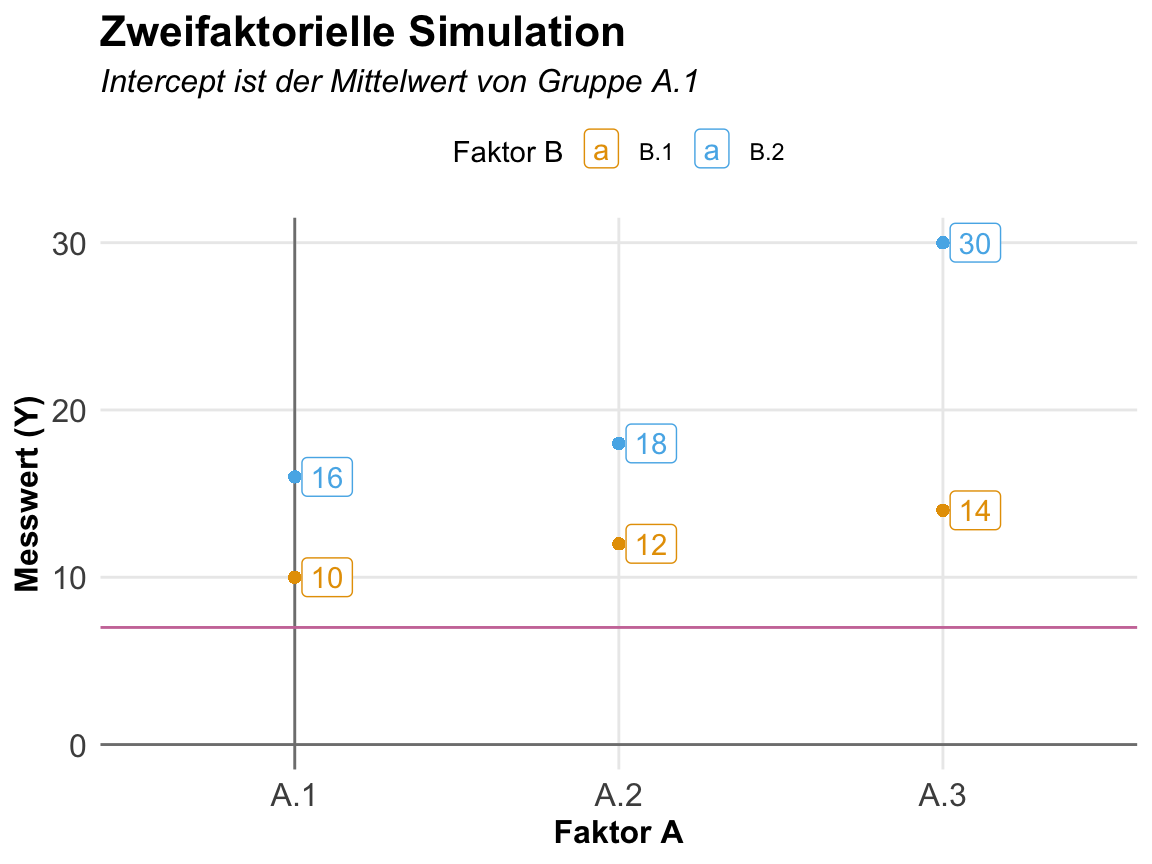 Zweifaktorielle Simulation
Intercept ist der Mittelwert von Gruppe A.1
Faktor B a B.1 a B.2
Messwert (Y)
30
20
10
0
30
16
18
14
12
10
A.1 A.2 A.3
Faktor A